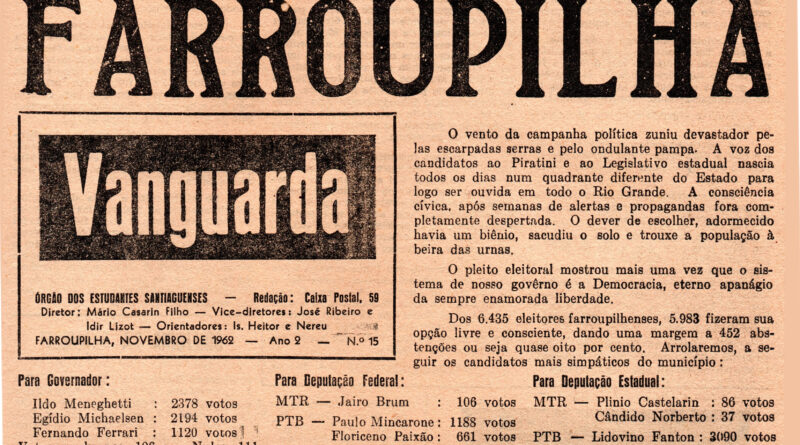 FARROUPILHA
Vanguarda
ÓRGÃO DOS ESTUDANTES SANTIAGUENSES — Redação: Caixa Postal, 59
Diretor: Mário Casarin Filho — Vice-diretores: José Ribeiro e
Idir Lizot — Orientadores: Is. Heitor e Nereu
FARROUPILHA, NOVEMBRO DE 1962 — Ano 2 — N.º 15
O vento da campanha política zuniu devastador pe-
las escarpadas serras e pelo ondulante pampa. A voz dos
candidatos ao Piratini e ao Legislativo estadual nascia
todos os dias num quadrante diferente do Estado para
logo ser ouvida em todo o Rio Grande. A consciência
cívica, após semanas de alertas e propagandas fora com-
pletamente despertada. O dever de escolher, adormecido
havia um biênio, sacudiu o solo e trouxe a população à
beira das urnas.
O pleito eleitoral mostrou mais uma vez que o sis-
tema de nosso govêrno é a Democracia, eterno apanágio
da sempre enamorada liberdade.
Dos 6.435 eleitores farroupilhenses, 5.983 fizeram sua
opção livre e consciente, dando uma margem a 452 abs-
tenções ou seja quase oito por cento. Arrolaremos, a se-
guir os candidatos mais simpáticos do município:
Para Governador:
Ildo Meneghetti : 2378 votos
Egídio Michaelsen : 2194 votos
Fernando Ferrari : 1120 votos
Para Deputação Federal:
MTR — Jairo Brum : 106 votos
PTB — Paulo Mincarone: 1188 votos
Floriceno Paixão: 661 votos
Para Deputação Estadual:
MTR — Plinio Castelarin : 86 votos
Cândido Norberto : 37 votos
PTB — Lidovino Fanton : 3090 votos